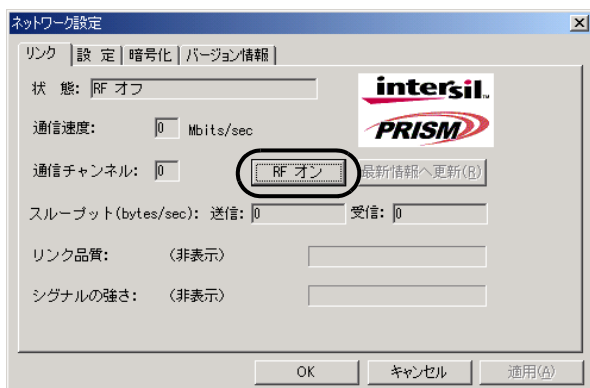 ネットワーク設定
リンク 設 定 暗号化 バージョン情報
状 態: RF オフ
intersil.
PRISM
通信速度: 0 Mbits/sec
通信チャンネル: 0 RF オン 最新情報へ更新(R)
スループット(bytes/sec): 送信: 0 受信: 0
リンク品質: (非表示)
シグナルの強さ: (非表示)
OK キャンセル 適用(A)